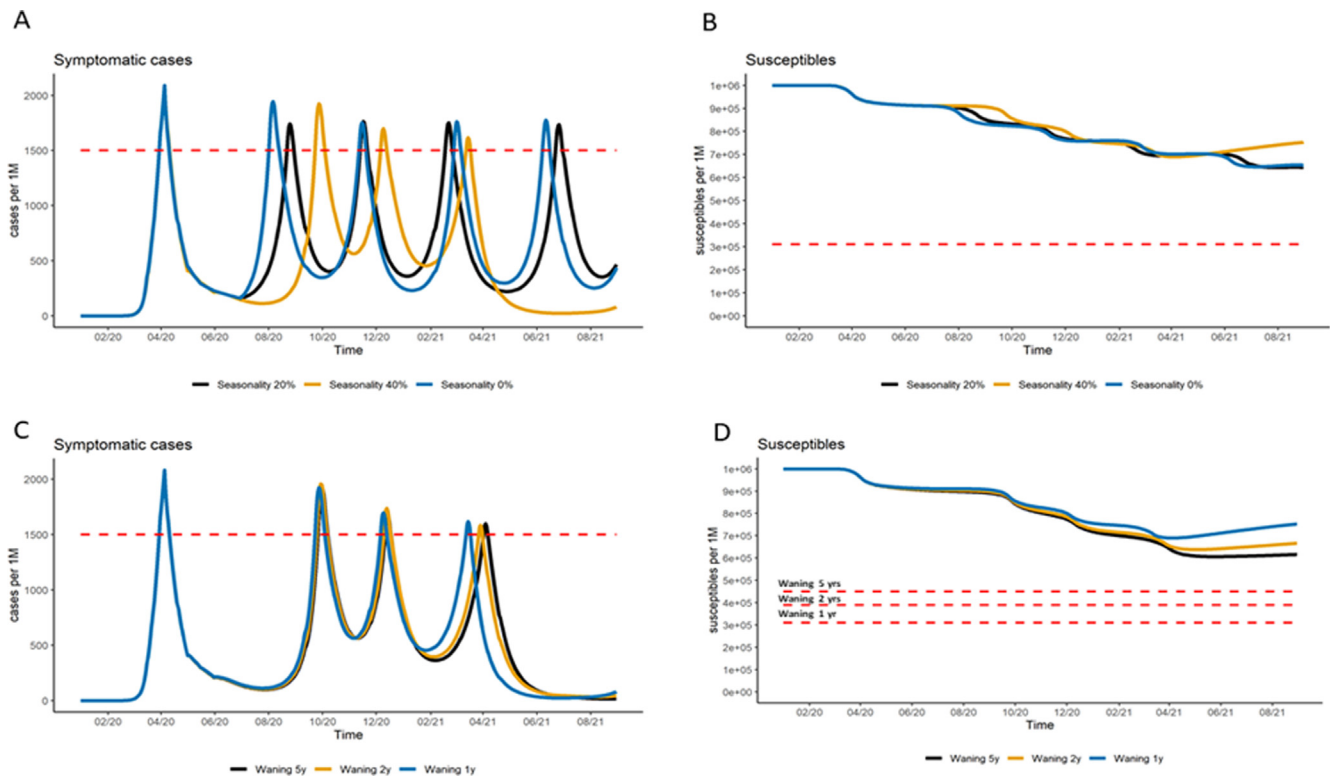 A
Symptomatic cases
cases per 1M
2000
1500
1000
500
0
02/20 04/20 06/20 08/20 10/20 12/20 02/21 04/21 06/21 08/21
Time
Seasonality 20% Seasonality 40% Seasonality 0%
B
Susceptibles
susceptibles per 1M
1e+06
9e+05
8e+05
7e+05
6e+05
5e+05
4e+05
3e+05
2e+05
1e+05
0e+00
02/20 04/20 06/20 08/20 10/20 12/20 02/21 04/21 06/21 08/21
Time
Seasonality 20% Seasonality 40% Seasonality 0%
C
Symptomatic cases
cases per 1M
2000
1500
1000
500
0
02/20 04/20 06/20 08/20 10/20 12/20 02/21 04/21 06/21 08/21
Time
Waning 5y Waning 2y Waning 1y
D
Susceptibles
susceptibles per 1M
1e+06
9e+05
8e+05
7e+05
6e+05
5e+05
4e+05
3e+05
2e+05
1e+05
0e+00
Waning 5 yrs
Waning 2 yrs
Waning 1 yr
02/20 04/20 06/20 08/20 10/20 12/20 02/21 04/21 06/21 08/21
Time
Waning 5y Waning 2y Waning 1y